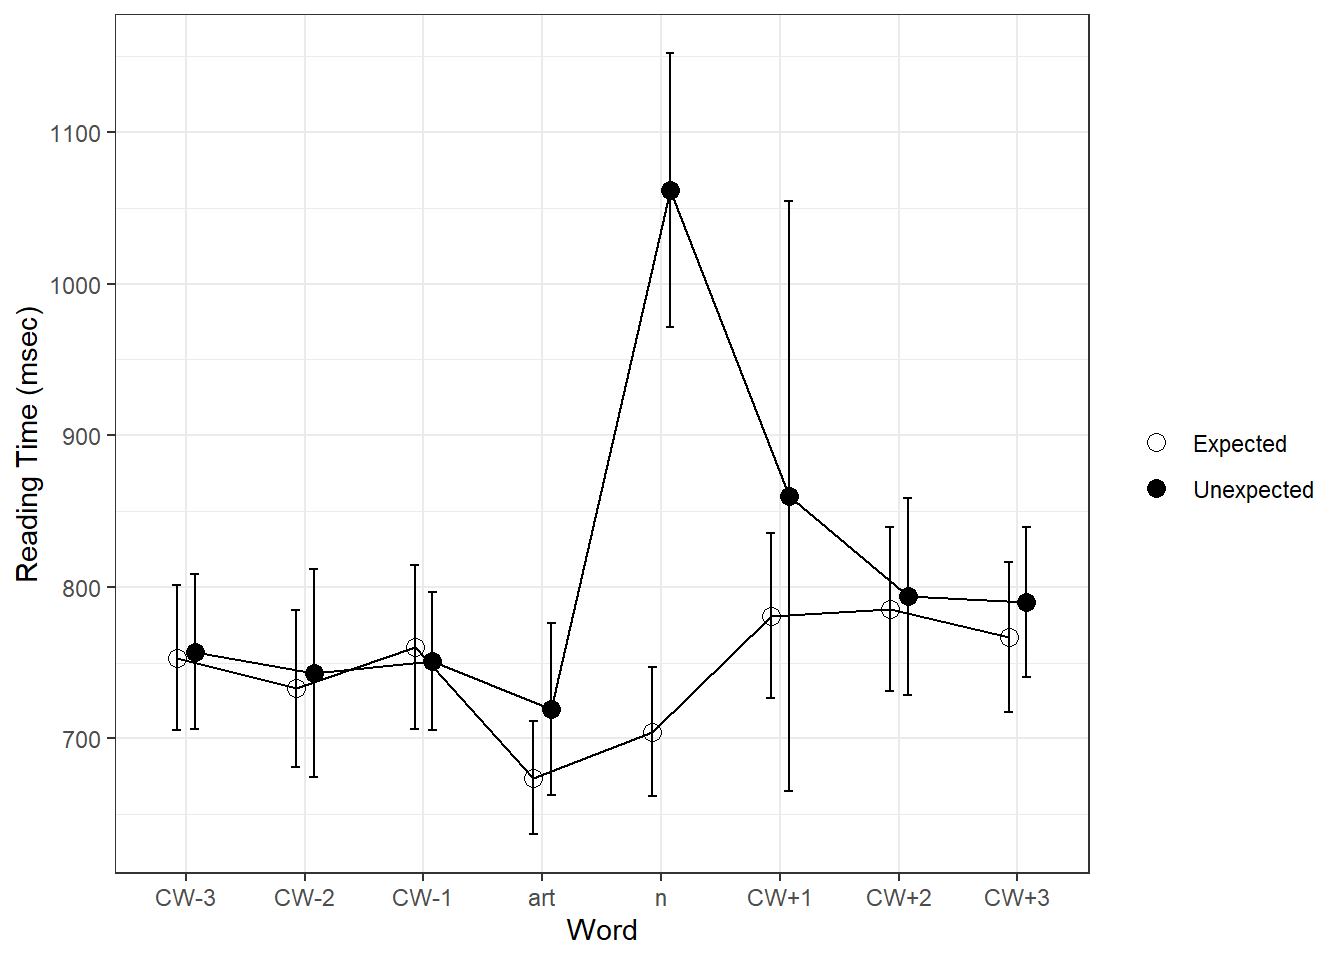 1100
1000
900
800
700
Reading Time (msec)
CW-3 CW-2 CW-1 art n CW+1 CW+2 CW+3
Word
Expected
Unexpected